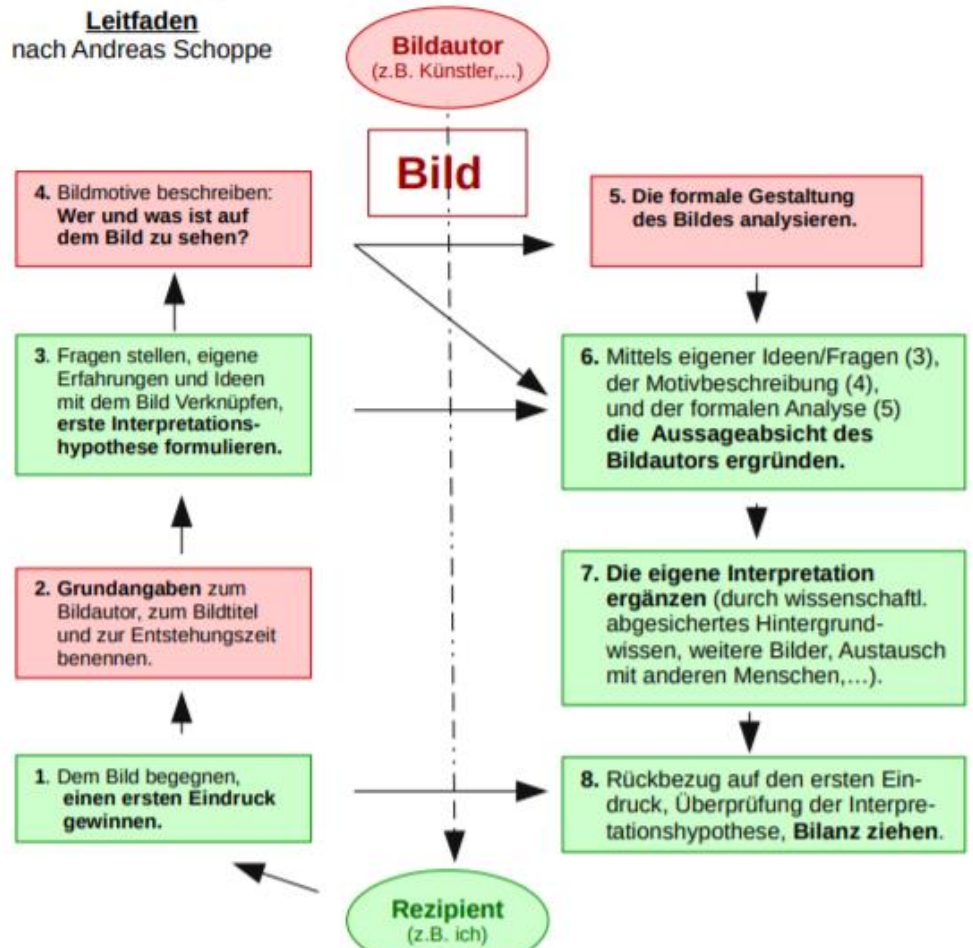 Leitfaden
nach Andreas Schoppe
Bildautor
(z.B. Künstler,...)
Bild
4. Bildmotive beschreiben:
Wer und was ist auf
dem Bild zu sehen?
5. Die formale Gestaltung
des Bildes analysieren.
3. Fragen stellen, eigene
Erfahrungen und Ideen
mit dem Bild Verknüpfen,
erste Interpretations-
hypothese formulieren.
6. Mittels eigener Ideen/Fragen (3),
der Motivbeschreibung (4),
und der formalen Analyse (5)
die Aussageabsicht des
Bildautors ergründen.
2. Grundangaben zum
Bildautor, zum Bildtitel
und zur Entstehungszeit
benennen.
7. Die eigene Interpretation
ergänzen (durch wissenschaftl.
abgesichertes Hintergrund-
wissen, weitere Bilder, Austausch
mit anderen Menschen,...).
1. Dem Bild begegnen,
einen ersten Eindruck
gewinnen.
8. Rückbezug auf den ersten Ein-
druck, Überprüfung der Interpre-
tationshypothese, Bilanz ziehen.
Rezipient
(z.B. ich)